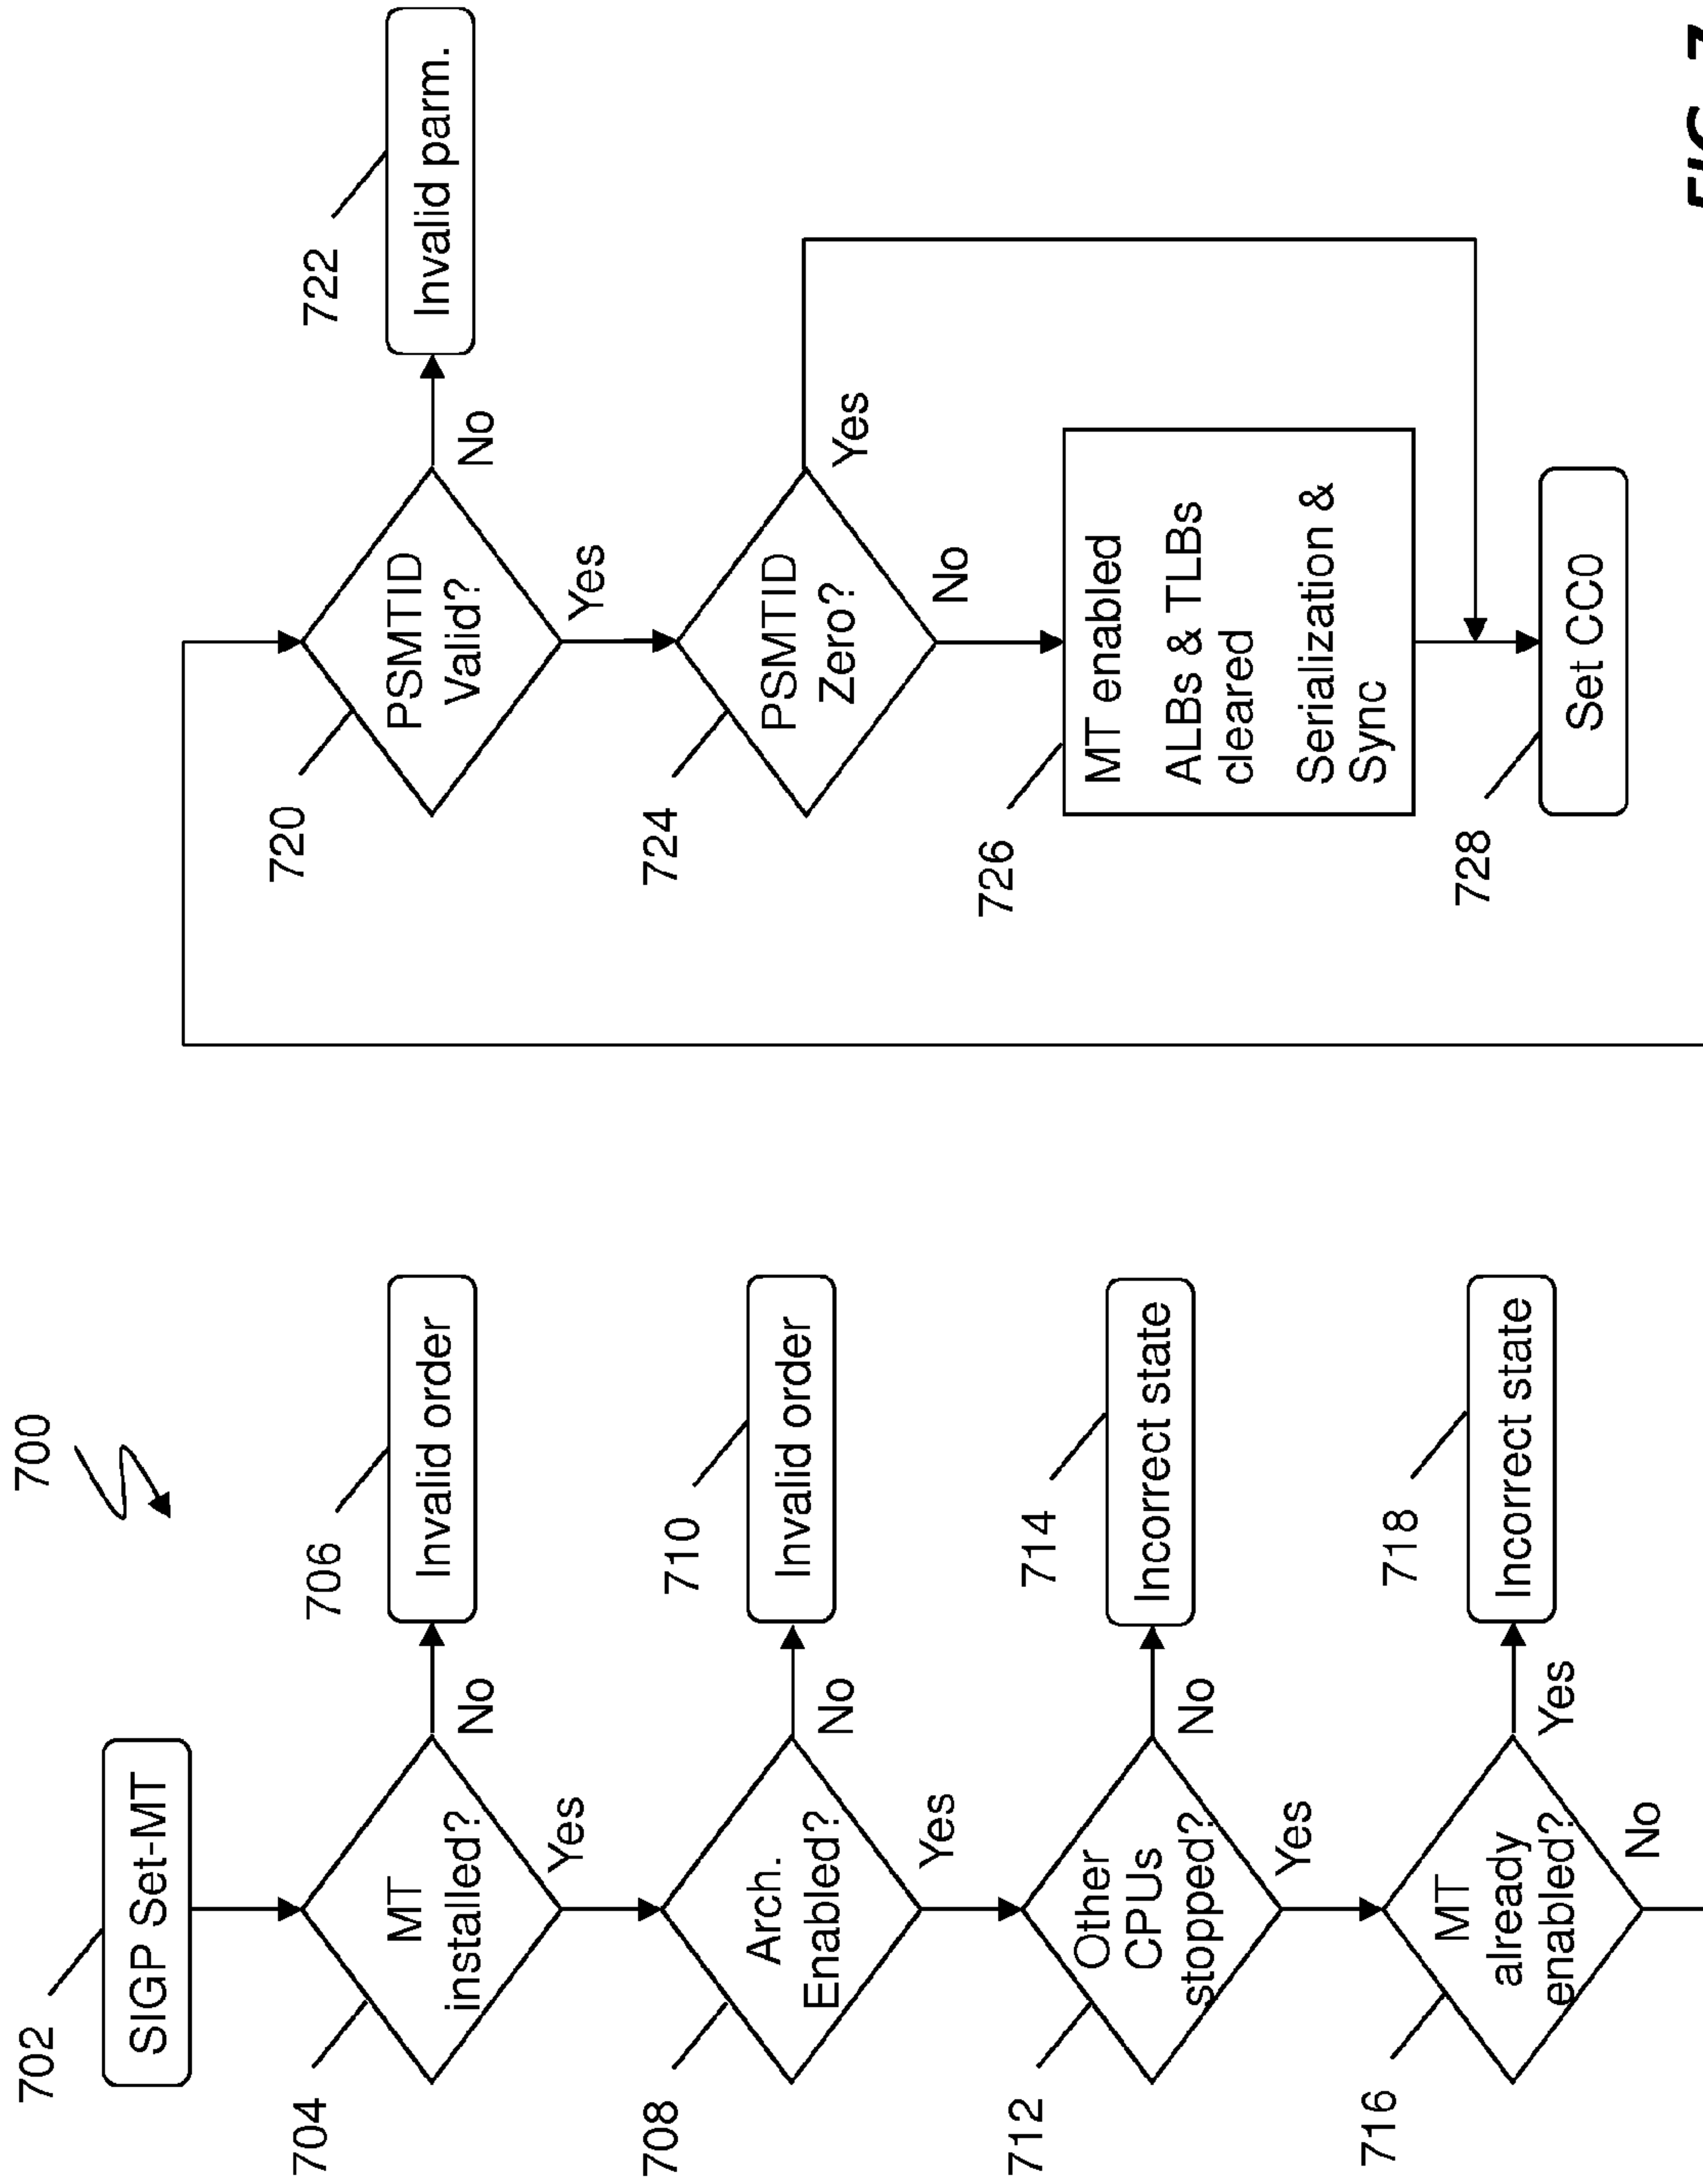 700
702
SIGP Set-MT
704
MT
installed?
No
706
Invalid order
Yes
708
Arch.
Enabled?
No
710
Invalid order
Yes
712
Other
CPUs
stopped?
No
714
Incorrect state
Yes
716
MT
already
enabled?
Yes
718
Incorrect state
No
720
PSMTID
Valid?
No
722
Invalid parm.
Yes
724
PSMTID
Zero?
Yes
No
726
MT enabled
ALBs & TLBs
cleared
Serialization &
Sync
728
Set CC0
FIG. 7